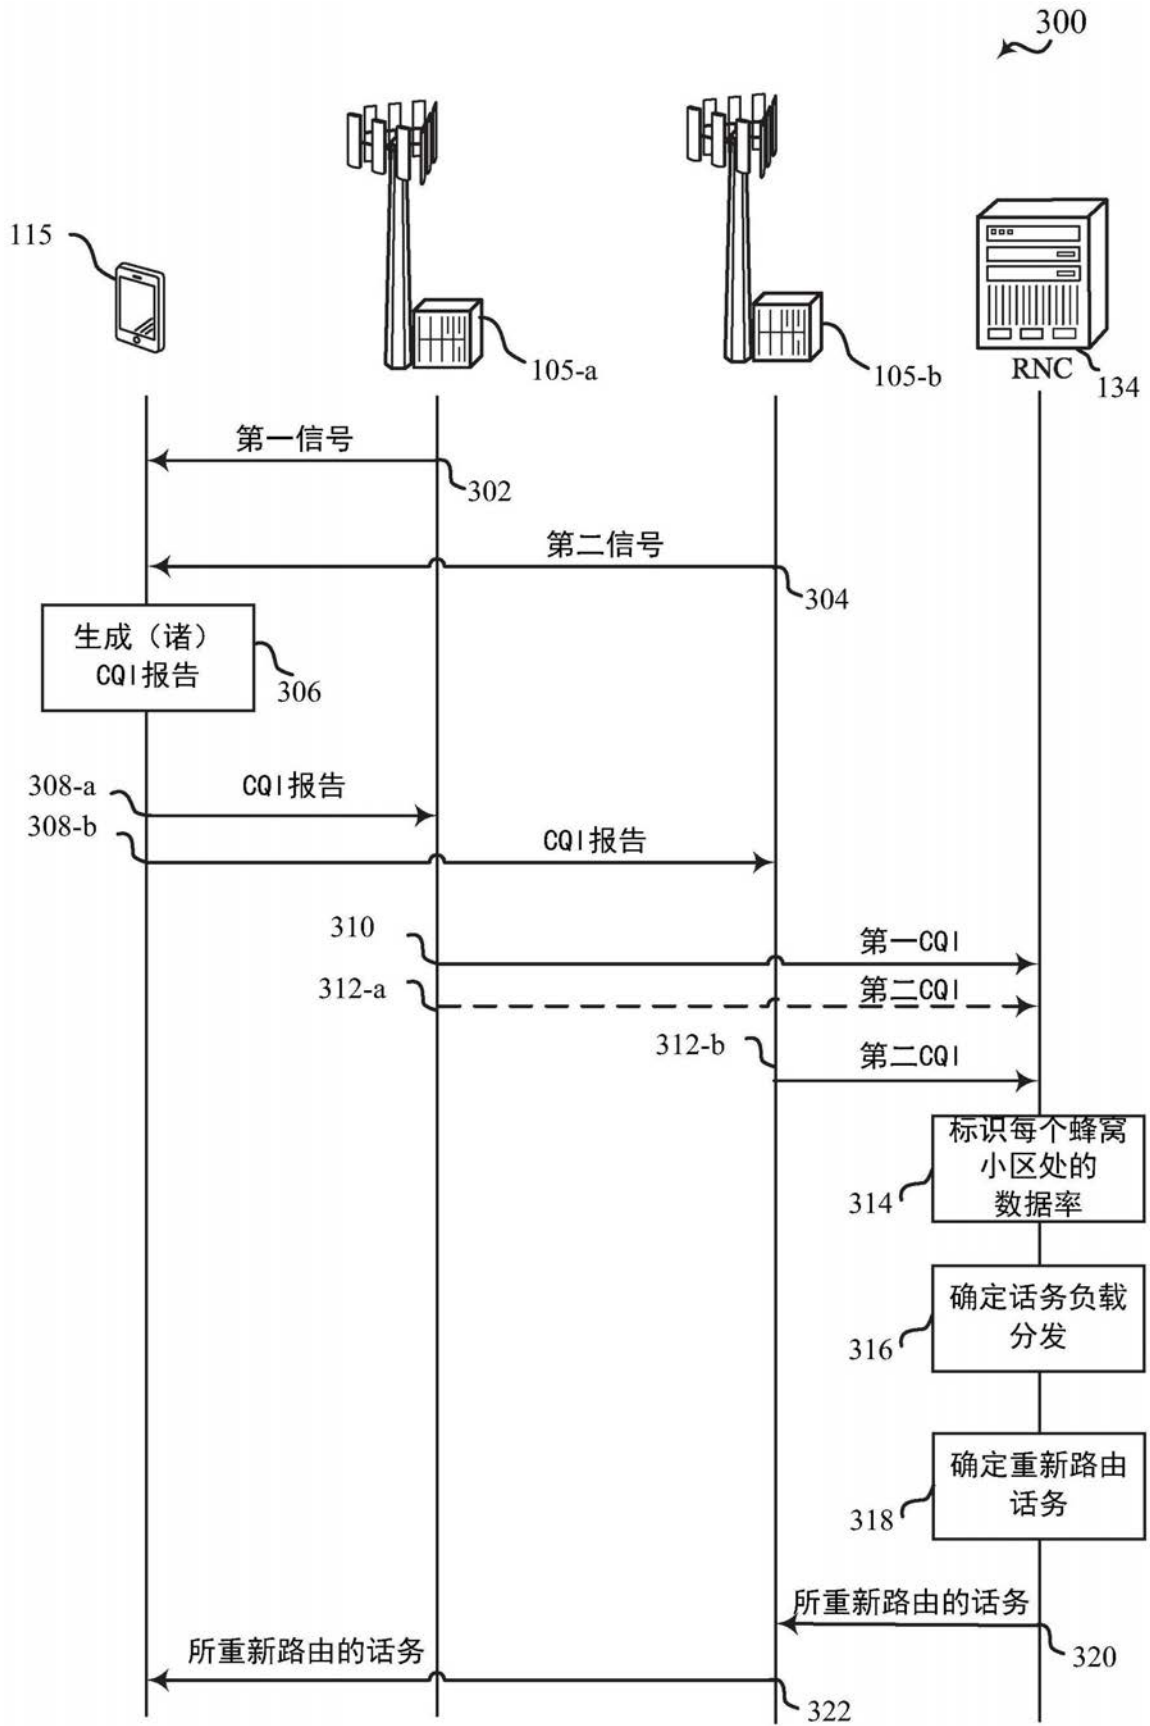 300
115
105-a
105-b
RNC
134
第一信号
302
第二信号
304
生成（诸）
CQI报告
306
308-a
CQI报告
308-b
CQI报告
310
第一CQI
312-a
第二CQI
312-b
第二CQI
标识每个蜂窝
小区处的
数据率
314
确定话务负载
分发
316
确定重新路由
话务
318
所重新路由的话务
320
所重新路由的话务
322